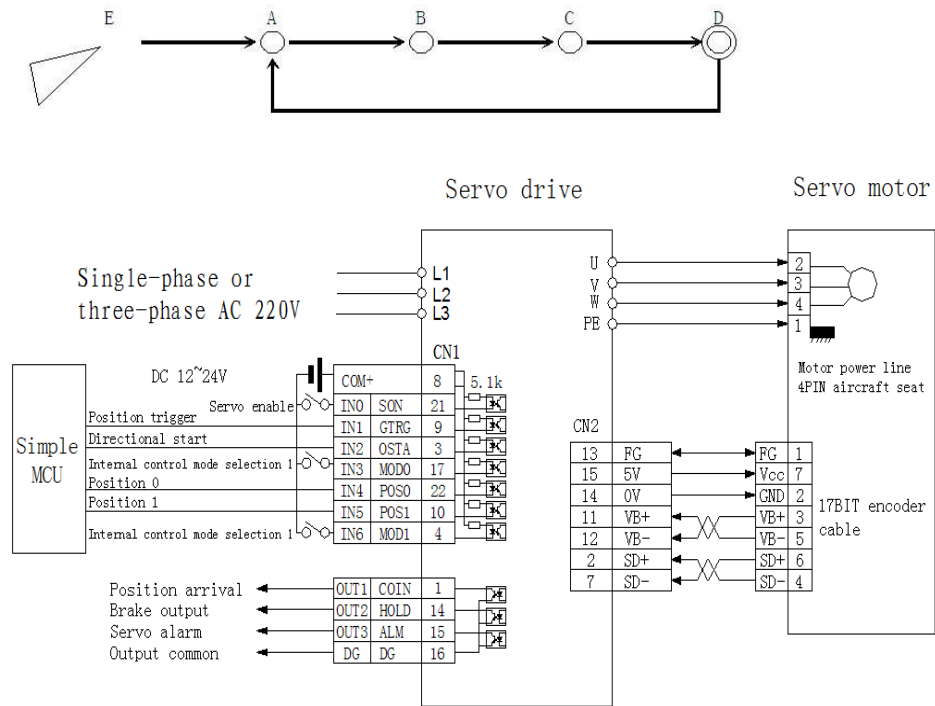 E A B C D
Servo drive
Servo motor
Single-phase or
three-phase AC 220V
L1
L2
L3
U
V
W
PE
2
3
4
1
Motor power line
4PIN aircraft seat
CN1
DC 12~24V
COM+ 8 5.1k
Servo enable IN0 SON 21
Position trigger IN1 GTRG 9
Directional start IN2 OSTA 3
Internal control mode selection 1 IN3 MOD0 17
Position 0 IN4 POS0 22
Position 1 IN5 POS1 10
Internal control mode selection 1 IN6 MOD1 4
Simple
MCU
Position arrival OUT1 COIN 1
Brake output OUT2 HOLD 14
Servo alarm OUT3 ALM 15
Output common DG DG 16
CN2
13 FG FG 1
15 5V Vcc 7
14 0V GND 2
11 VB+ VB+ 3
12 VB- VB- 5
2 SD+ SD+ 6
7 SD- SD- 4
17BIT encoder
cable